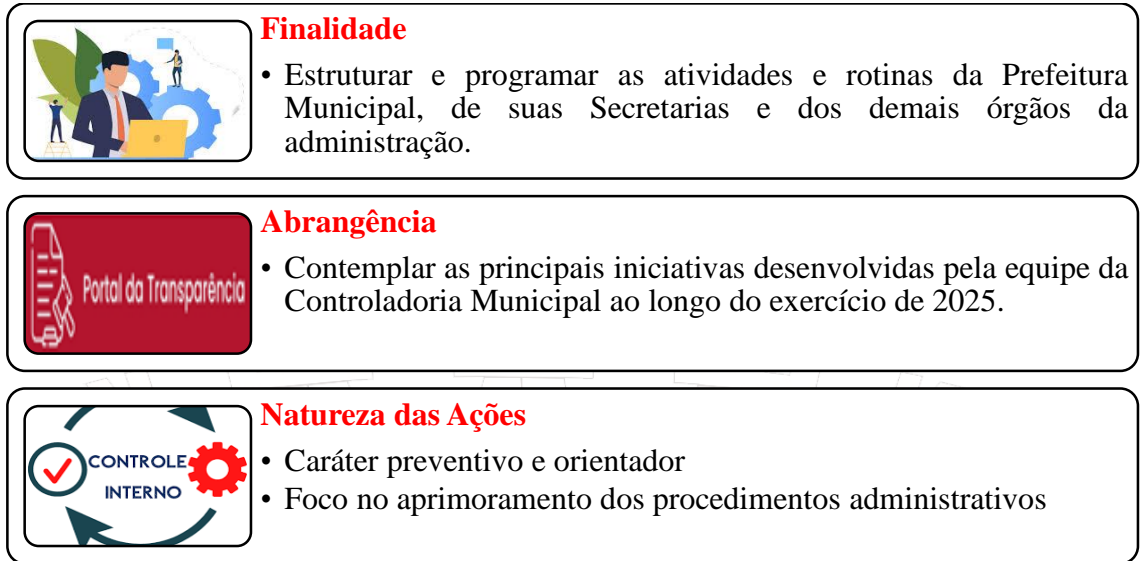 Finalidade
• Estruturar e programar as atividades e rotinas da Prefeitura
Municipal, de suas Secretarias e dos demais órgãos da
administração.
Portal da Transparência
Abrangência
• Contemplar as principais iniciativas desenvolvidas pela equipe da
Controladoria Municipal ao longo do exercício de 2025.
CONTROLE
INTERNO
Natureza das Ações
• Caráter preventivo e orientador
• Foco no aprimoramento dos procedimentos administrativos